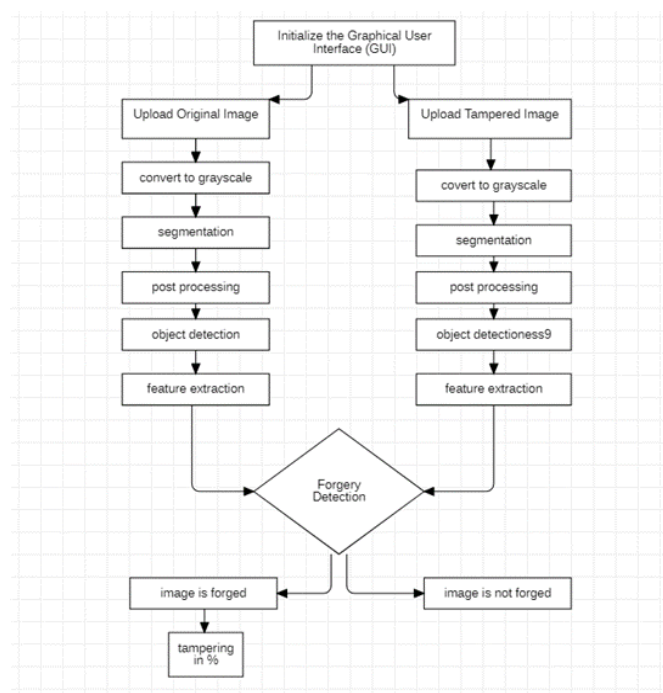 Initialize the Graphical User
Interface (GUI)
Upload Original Image
Upload Tampered Image
convert to grayscale
covert to grayscale
segmentation
segmentation
post processing
post processing
object detection
object detectioness9
feature extraction
feature extraction
Forgery
Detection
image is forged
image is not forged
tampering
in %